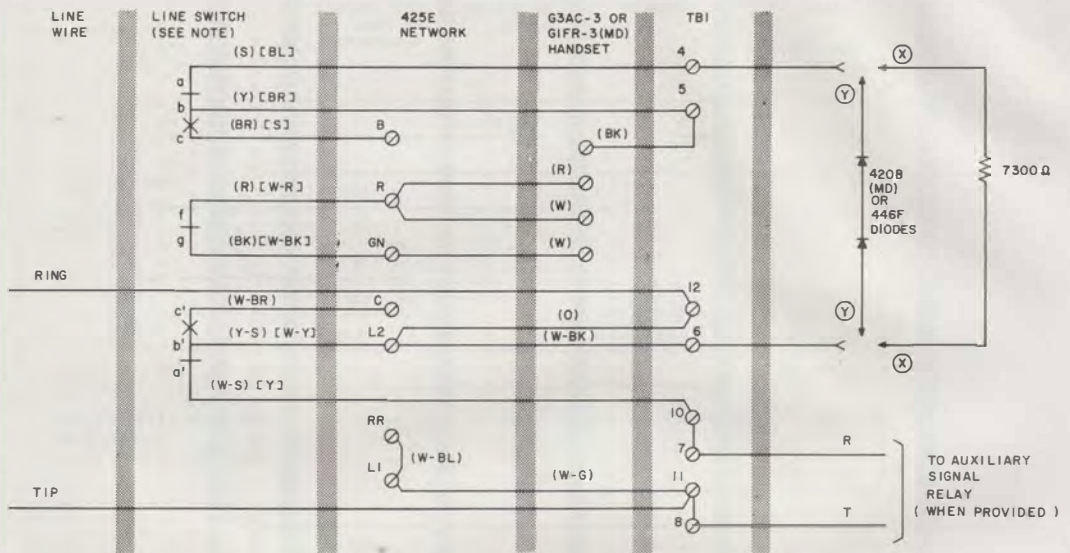 LINE WIRE
LINE SWITCH (SEE NOTE)
425E NETWORK
G3AC-3 OR GIFR-3(MD) HANDSET
TB1
(S) [BL]
4
X
a
Y
(Y) [BR]
5
b
(BR) [S]
B
c
(BK)
(R)
(R) [W-R]
R
7300Ω
420B (MD) OR 446F DIODES
f
(W)
g
(BK) [W-BK]
GN
(W)
RING
12
(W-BR)
C
c'
(O)
Y
(Y-S) [W-Y]
L2
(W-BK)
6
b'
X
a'
(W-S) [Y]
10
RR
7
R
(W-BL)
L1
(W-G)
11
TO AUXILIARY SIGNAL RELAY (WHEN PROVIDED)
TIP
8
T